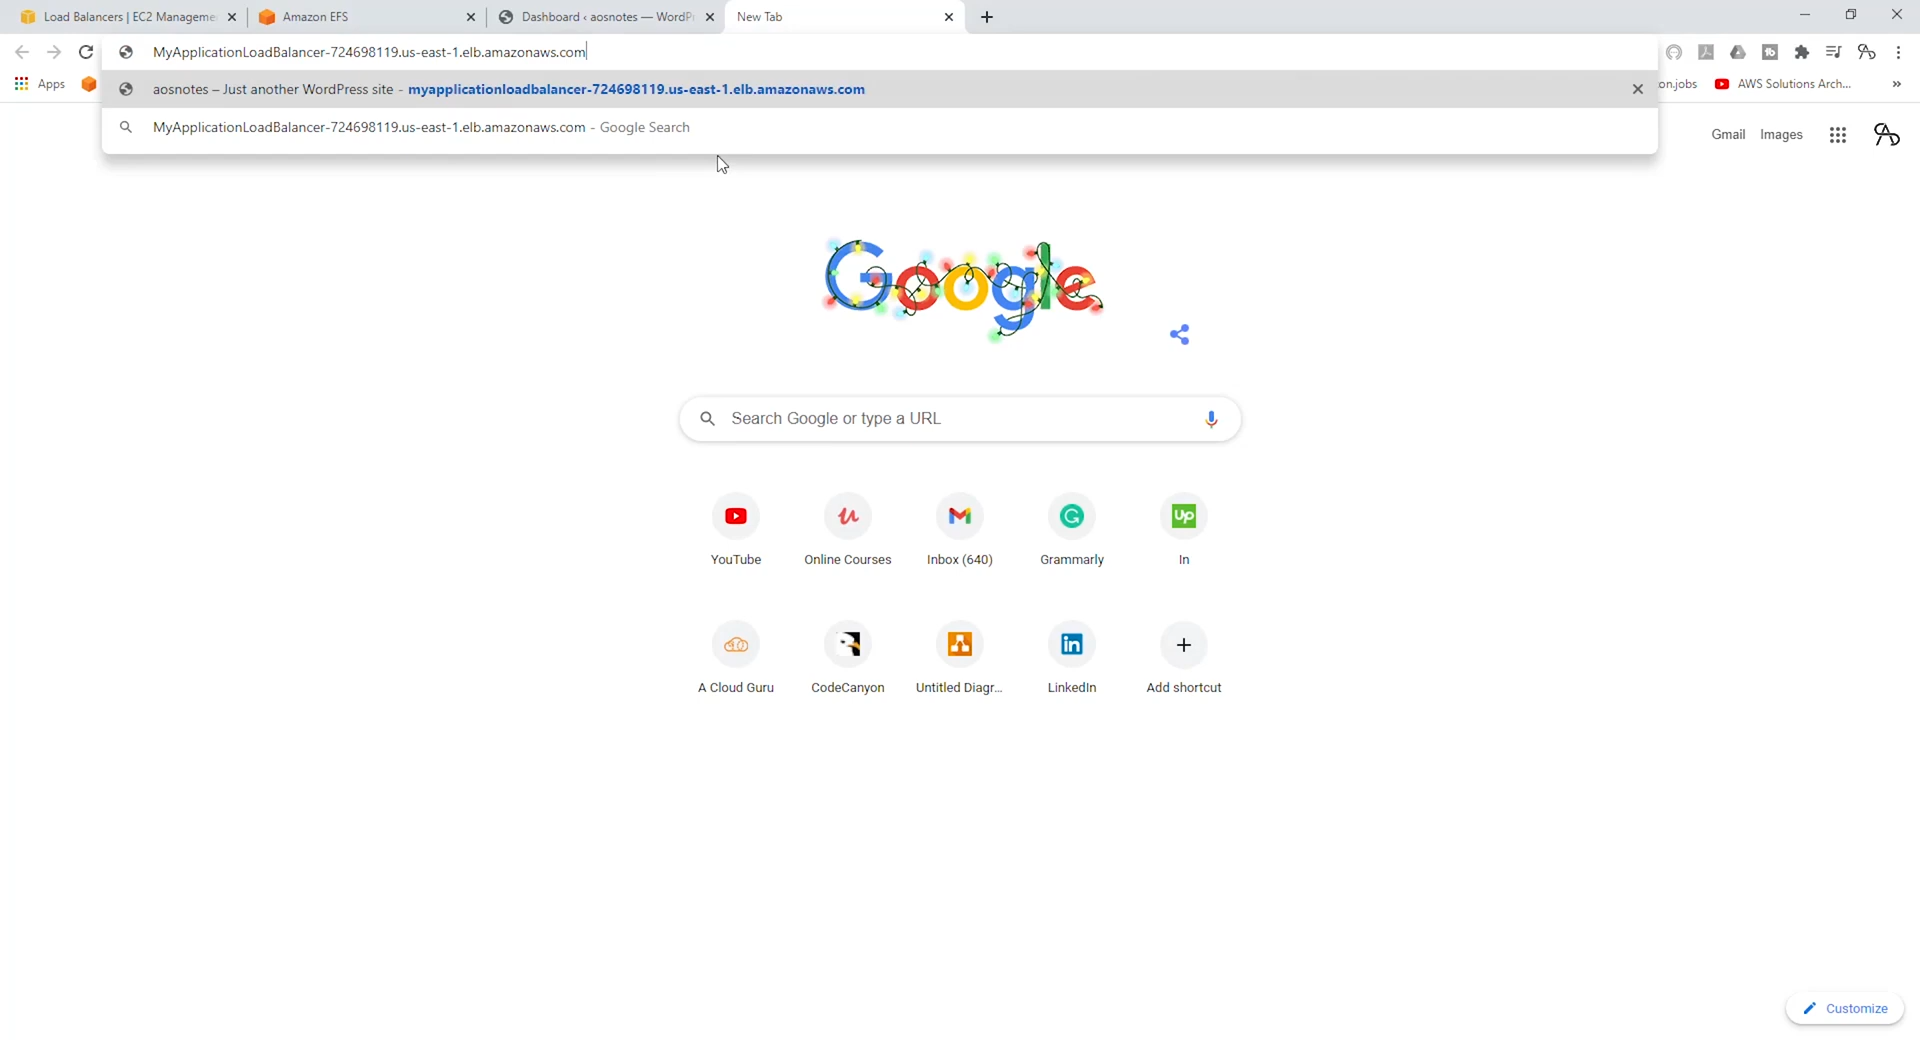 Load Balancers | EC2 Manageme
Amazon EFS
Dashboard ‹ aosnotes — WordPr
New Tab
MyApplicationLoadBalancer-724698119.us-east-1.elb.amazonaws.com
Apps
aosnotes – Just another WordPress site - myapplicationloadbalancer-724698119.us-east-1.elb.amazonaws.com
on.jobs
AWS Solutions Arch...
MyApplicationLoadBalancer-724698119.us-east-1.elb.amazonaws.com - Google Search
Gmail Images
Google
Search Google or type a URL
YouTube
Online Courses
Inbox (640)
Grammarly
Up
In
A Cloud Guru
CodeCanyon
Untitled Diagr...
in
LinkedIn
Add shortcut
Customize